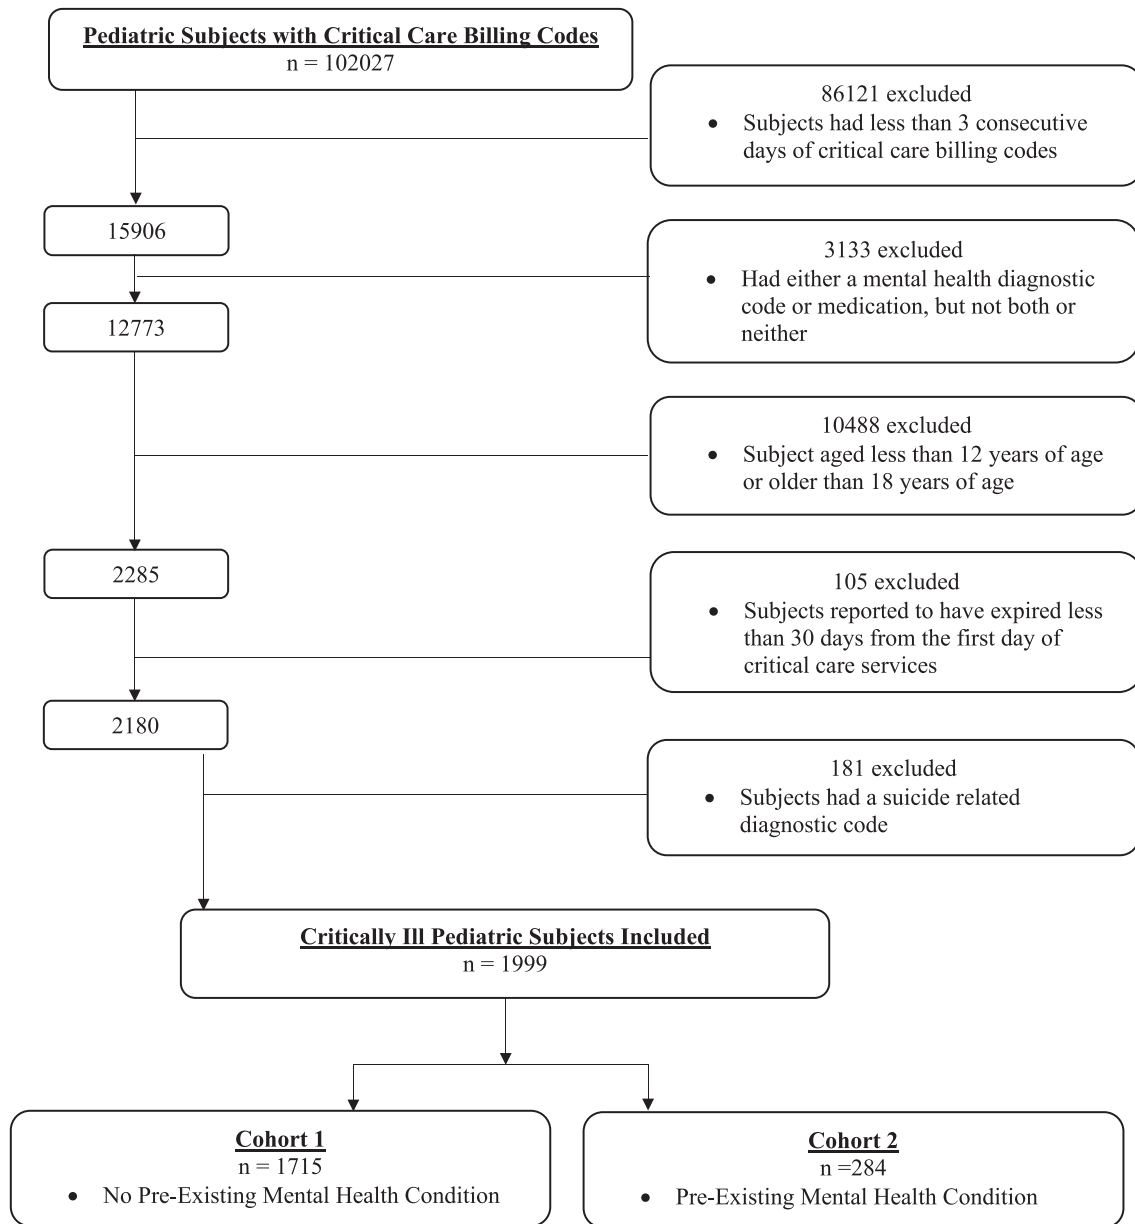 Pediatric Subjects with Critical Care Billing Codes
n = 102027
86121 excluded
• Subjects had less than 3 consecutive
days of critical care billing codes
15906
3133 excluded
• Had either a mental health diagnostic
code or medication, but not both or
neither
12773
10488 excluded
• Subject aged less than 12 years of age
or older than 18 years of age
2285
105 excluded
• Subjects reported to have expired less
than 30 days from the first day of
critical care services
2180
181 excluded
• Subjects had a suicide related
diagnostic code
Critically Ill Pediatric Subjects Included
n = 1999
Cohort 1
n = 1715
• No Pre-Existing Mental Health Condition
Cohort 2
n =284
• Pre-Existing Mental Health Condition